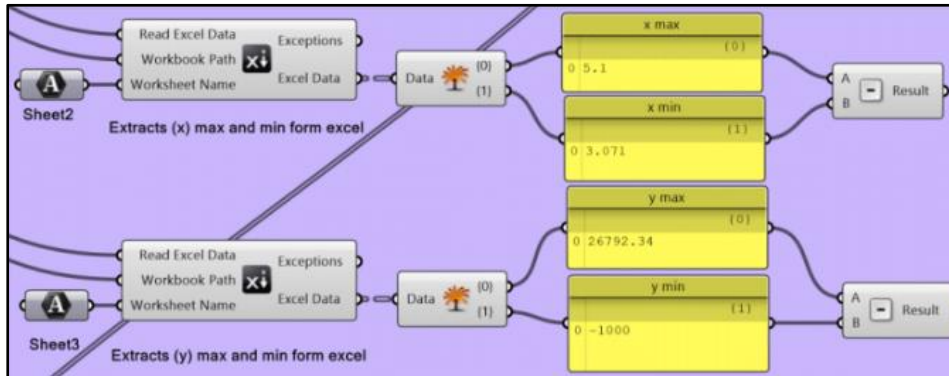 Read Excel Data
Workbook Path
Worksheet Name
Exceptions
Excel Data
A
Sheet2
Extracts (x) max and min form excel
Data
{0}
{1}
x max
{0}
0 5.1
x min
{1}
0 3.071
A
B
Result
Read Excel Data
Workbook Path
Worksheet Name
Exceptions
Excel Data
A
Sheet3
Extracts (y) max and min form excel
Data
{0}
{1}
y max
{0}
0 26792.34
y min
{1}
0 -1000
A
B
Result